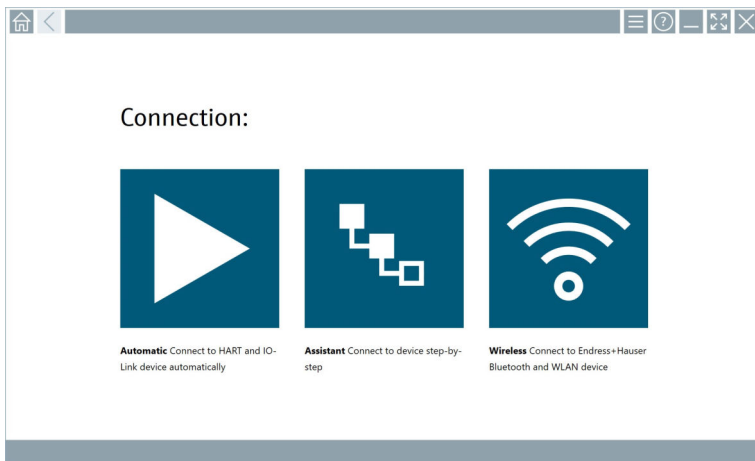 Connection:
Automatic Connect to HART and IO-
Link device automatically
Assistant Connect to device step-by-
step
Wireless Connect to Endress+Hauser
Bluetooth and WLAN device